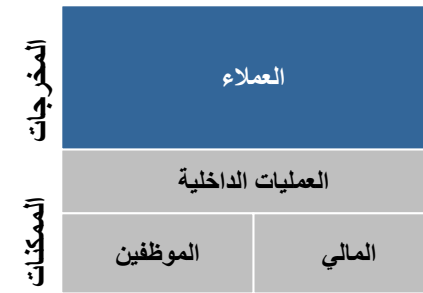 المخرجات
العملاء
الممكنات
العمليات الداخلية
المالي
الموظفين